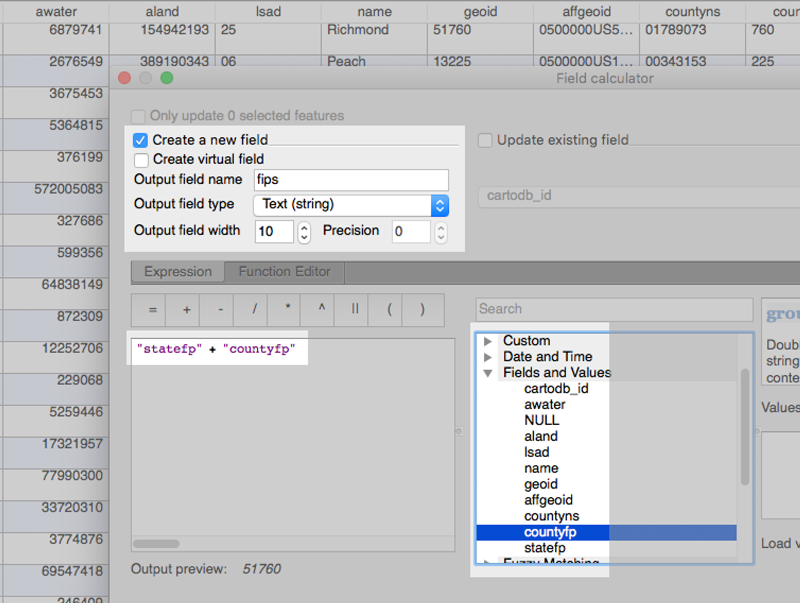 awater aland lsad name geoid affgeoid countyns
6879741 154942193 25 Richmond 51760 0500000US5... 01789073 760
2676549 389190343 06 Peach 13225 0500000US1... 00343153 225
3675453
Field calculator
5364815
Only update 0 selected features
376199
Create a new field
Update existing field
Create virtual field
572005083
Output field name fips
cartodb_id
327686
Output field type Text (string)
599356
Output field width 10 Precision 0
64838149
Expression Function Editor
872309
= + - / * ^ || ( )
Search
12252706
"statefp" + "countyfp"
Custom
Date and Time
Fields and Values
cartodb_id
awater
NULL
aland
lsad
name
geoid
affgeoid
countyns
countyfp
statefp
Fuzzy Matching
string
Values
229068
5259446
17321957
77990300
33720310
3774876
69547418
Output preview: 51760
Load v